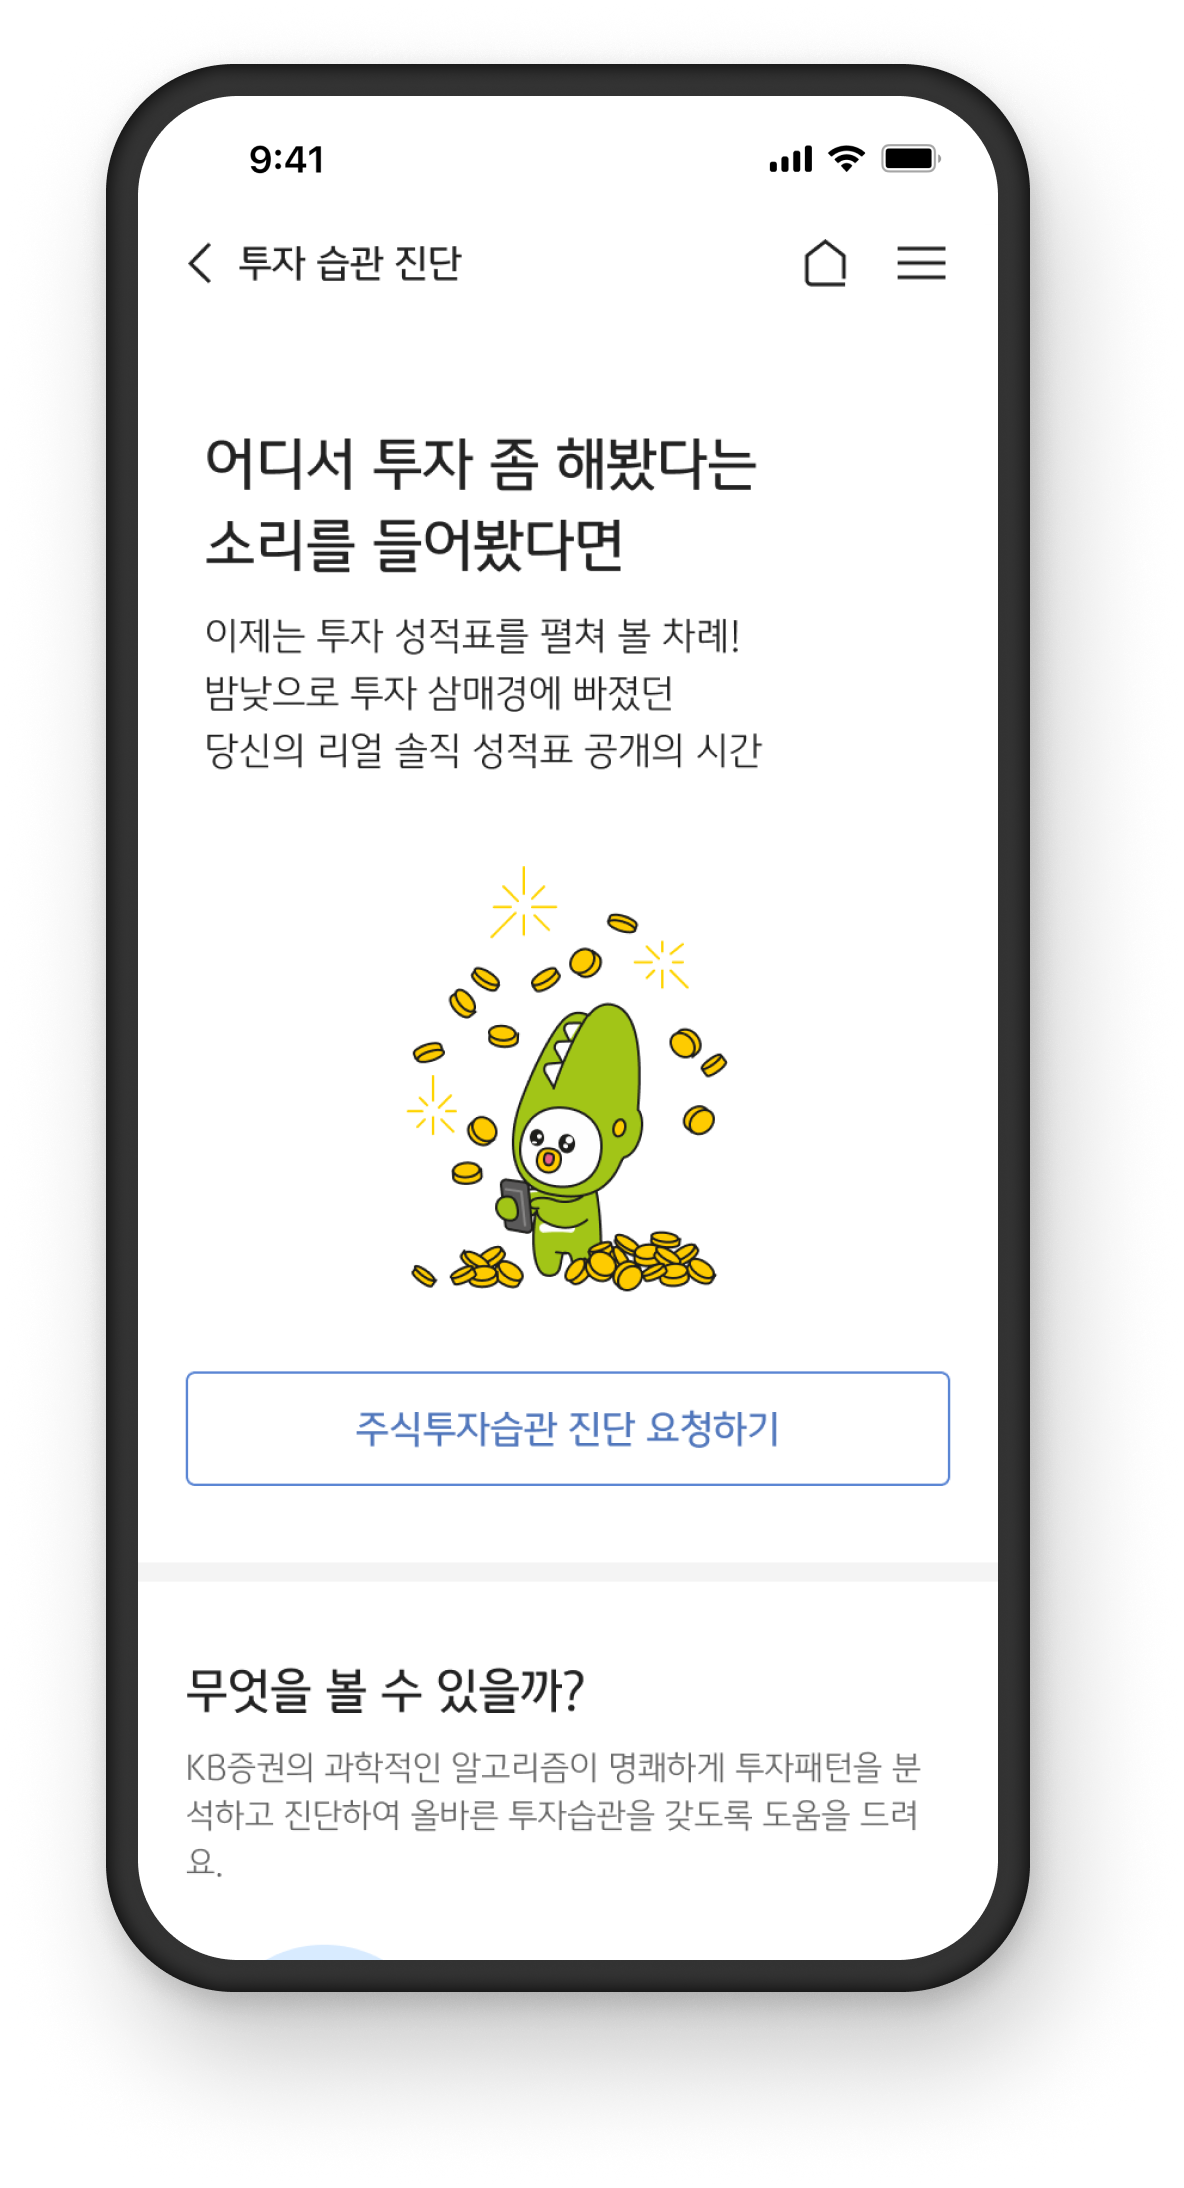 9:41
투자 습관 진단
어디서 투자 좀 해봤다는
소리를 들어봤다면
이제는 투자 성적표를 펼쳐 볼 차례!
밤낮으로 투자 삼매경에 빠졌던
당신의 리얼 솔직 성적표 공개의 시간
주식투자습관 진단 요청하기
무엇을 볼 수 있을까?
KB증권의 과학적인 알고리즘이 명쾌하게 투자패턴을 분
석하고 진단하여 올바른 투자습관을 갖도록 도움을 드려
요.